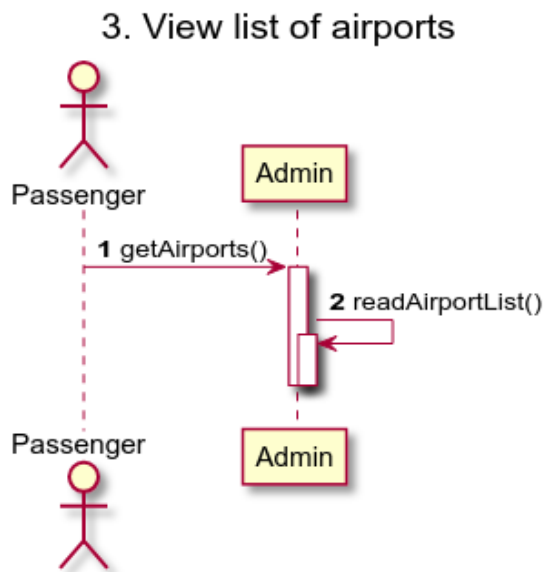 3. View list of airports
Passenger
Admin
1 getAirports()
2 readAirportList()
Passenger
Admin